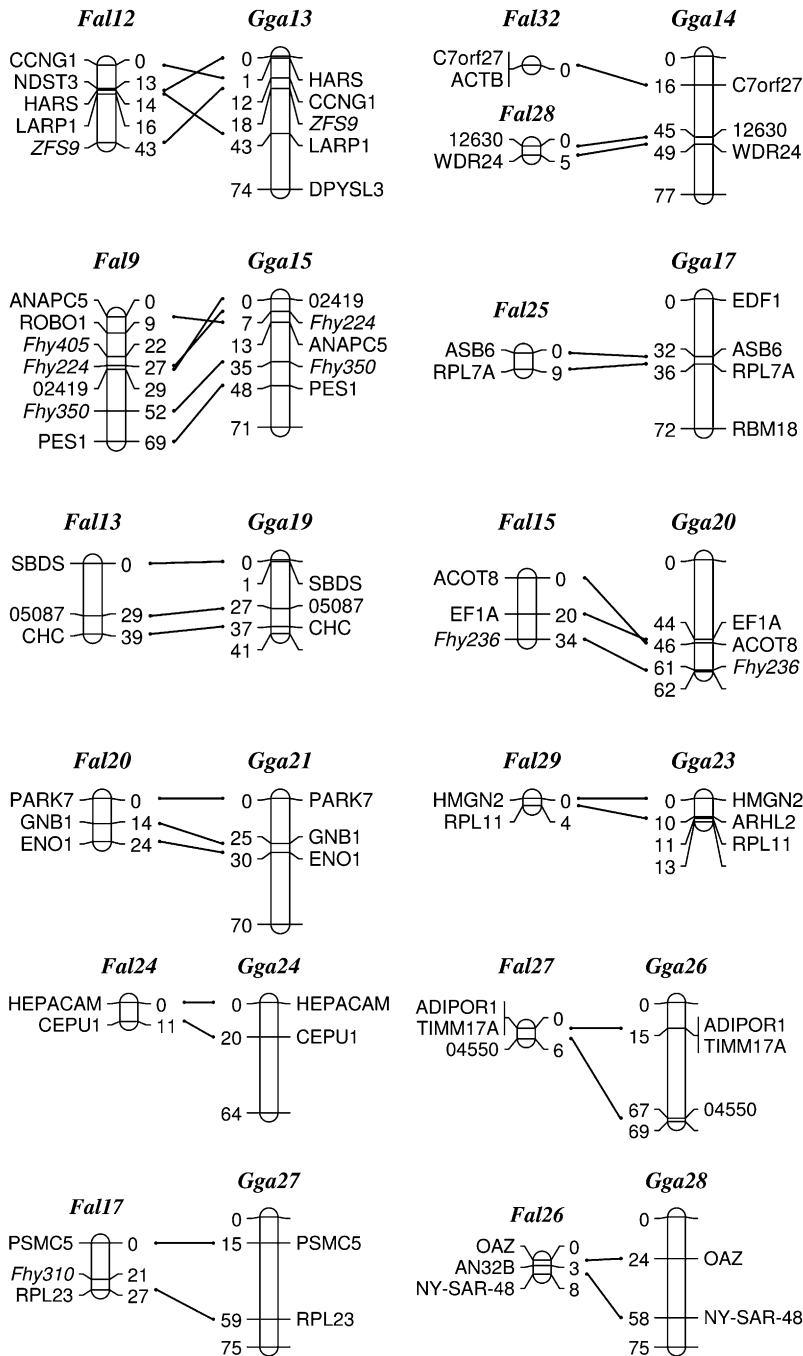 Fal12 Gga13 Fal32 Gga14
CCNG1 0
NDST3 13
HARS 14
LARP1 16
ZFS9 43
0
1 HARS
12 CCNG1
18 ZFS9
43 LARP1
74 DPYSL3
C7orf27
ACTB 0
Fal28
12630 0
WDR24 5
0
16 C7orf27
45 12630
49 WDR24
77
Fal9 Gga15 Fal25 Gga17
ANAPC5 0
ROBO1 9
Fhy405 22
Fhy224 27
02419 29
Fhy350 52
PES1 69
0 02419
7 Fhy224
13 ANAPC5
35 Fhy350
48 PES1
71
ASB6 0
RPL7A 9
0 EDF1
32 ASB6
36 RPL7A
72 RBM18
Fal13 Gga19 Fal15 Gga20
SBDS 0
05087 29
CHC 39
0
1 SBDS
27 05087
37 CHC
41
ACOT8 0
EF1A 20
Fhy236 34
0
44 EF1A
46 ACOT8
61 Fhy236
62
Fal20 Gga21 Fal29 Gga23
PARK7 0
GNB1 14
ENO1 24
0 PARK7
25 GNB1
30 ENO1
70
HMGN2 0
RPL11 4
0 HMGN2
10 ARHL2
11 RPL11
13
Fal24 Gga24 Fal27 Gga26
HEPACAM 0
CEPU1 11
0 HEPACAM
20 CEPU1
64
ADIPOR1
TIMM17A 0
04550 6
0
15 ADIPOR1
TIMM17A
67 04550
69
Fal17 Gga27 Fal26 Gga28
PSMC5 0
Fhy310 21
RPL23 27
0
15 PSMC5
59 RPL23
75
OAZ 0
AN32B 3
NY-SAR-48 8
0
24 OAZ
58 NY-SAR-48
75